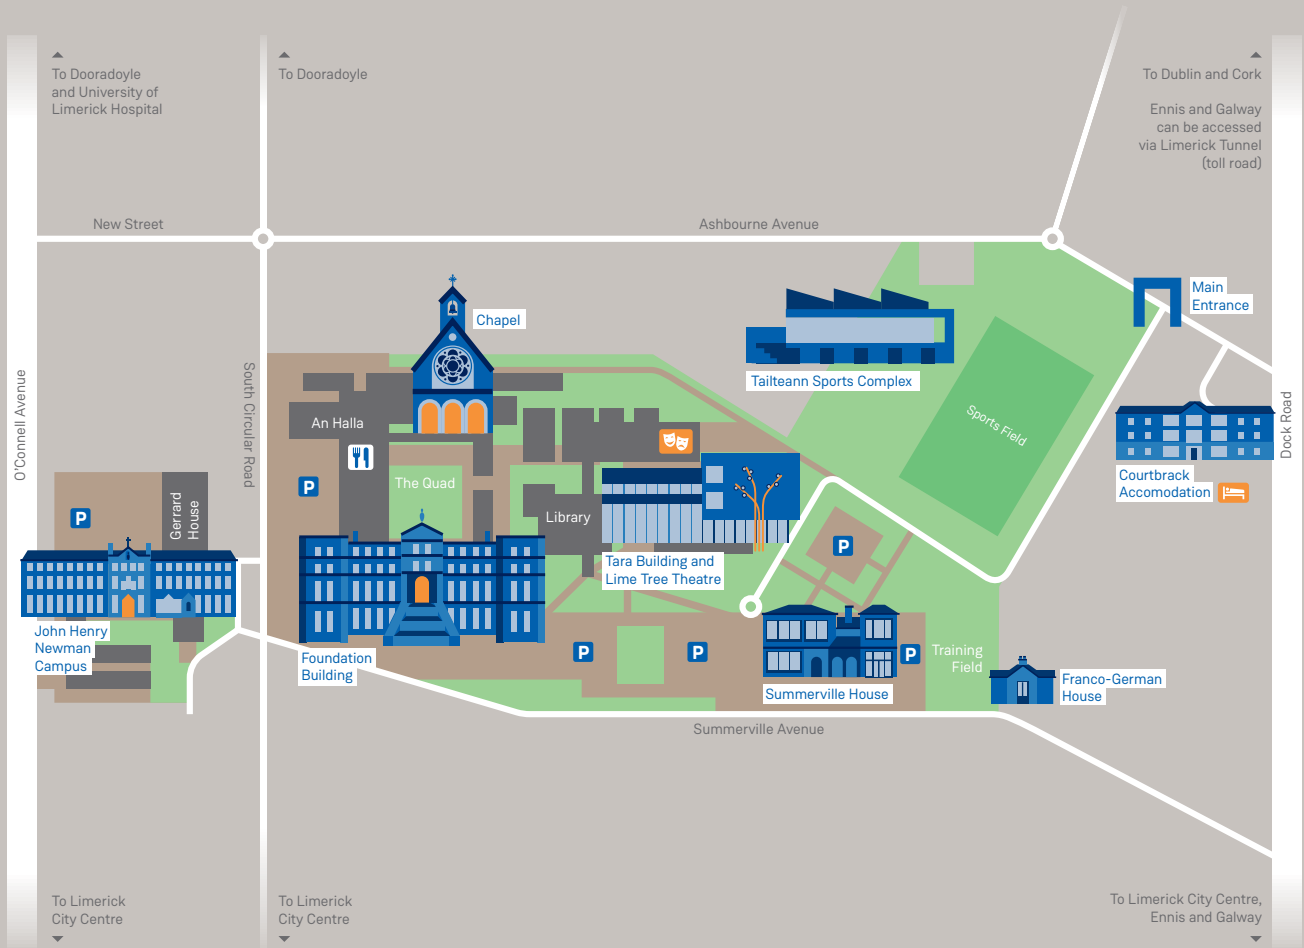 To Dooradoyle
and University of
Limerick Hospital
To Dooradoyle
To Dublin and Cork
Ennis and Galway
can be accessed
via Limerick Tunnel
(toll road)
New Street
Ashbourne Avenue
Main
Entrance
Chapel
Tailteann Sports Complex
O'Connell Avenue
South Circular Road
Dock Road
An Halla
Sports Field
P
The Quad
Courtbrack
Accomodation
P
Gerrard
House
Library
P
Tara Building and
Lime Tree Theatre
John Henry
Newman
Campus
Foundation
Building
P
P
P
Training
Field
Summerville House
Franco-German
House
Summerville Avenue
To Limerick
City Centre
To Limerick
City Centre
To Limerick City Centre,
Ennis and Galway